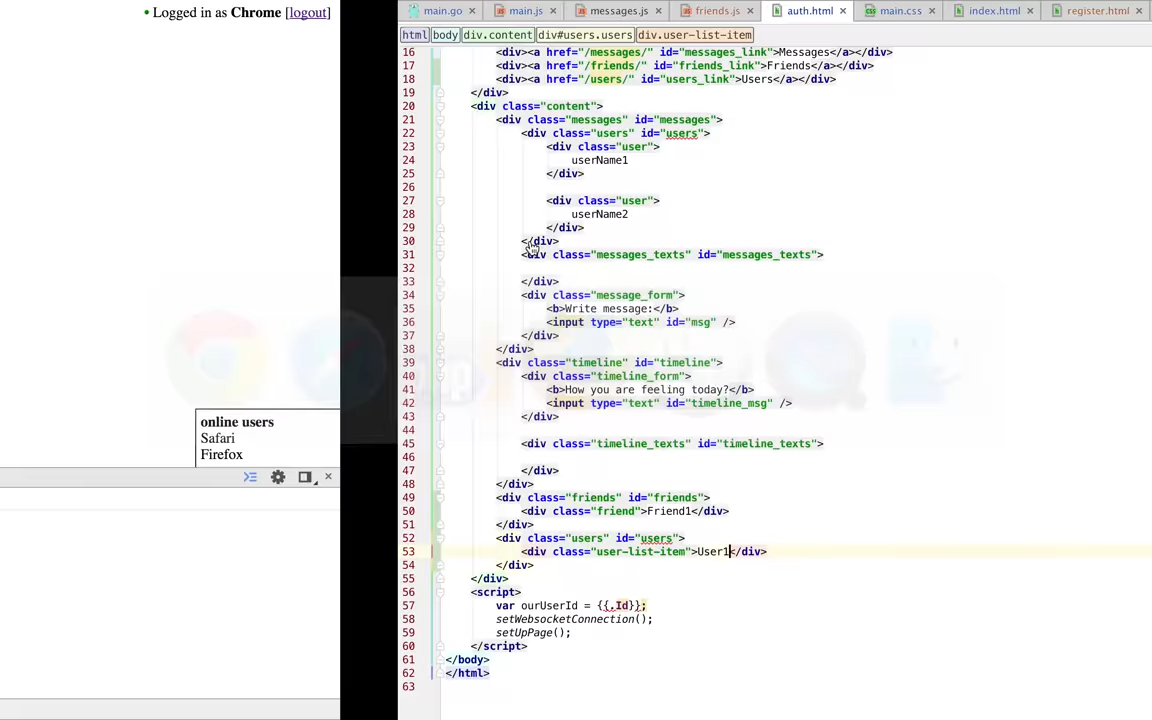 • Logged in as Chrome [logout]
online users
Safari
Firefox
main.go × main.js × messages.js × friends.js × auth.html × main.css × index.html × register.html ×
html body div.content div#users.users div.user-list-item
16 <div><a href="/messages/" id="messages_link">Messages</a></div>
17 <div><a href="/friends/" id="friends_link">Friends</a></div>
18 <div><a href="/users/" id="users_link">Users</a></div>
19 </div>
20 <div class="content">
21 <div class="messages" id="messages">
22 <div class="users" id="users">
23 <div class="user">
24 userName1
25 </div>
26
27 <div class="user">
28 userName2
29 </div>
30 </div>
31 <div class="messages_texts" id="messages_texts">
32
33 </div>
34 <div class="message_form">
35 <b>Write message:</b>
36 <input type="text" id="msg" />
37 </div>
38 </div>
39 <div class="timeline" id="timeline">
40 <div class="timeline_form">
41 <b>How you are feeling today?</b>
42 <input type="text" id="timeline_msg" />
43 </div>
44
45 <div class="timeline_texts" id="timeline_texts">
46
47 </div>
48 </div>
49 <div class="friends" id="friends">
50 <div class="friend">Friend1</div>
51 </div>
52 <div class="users" id="users">
53 <div class="user-list-item">User1</div>
54 </div>
55 </div>
56 <script>
57 var ourUserId = {{.Id}};
58 setWebsocketConnection();
59 setUpPage();
60 </script>
61 </body>
62 </html>
63